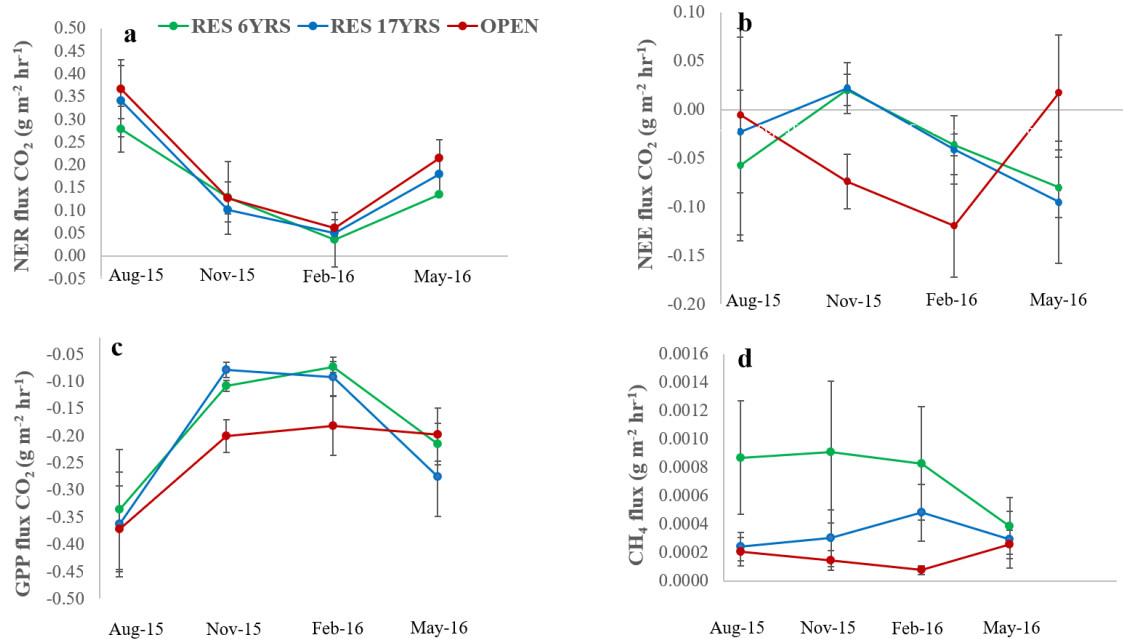 a
RES 6YRS RES 17YRS OPEN
NER flux CO₂ (g m⁻² hr⁻¹)
0.50
0.45
0.40
0.35
0.30
0.25
0.20
0.15
0.10
0.05
0.00
0.05
Aug-15 Nov-15 Feb-16 May-16
b
NEE flux CO₂ (g m⁻² hr⁻¹)
0.10
0.05
0.00
-0.05
-0.10
-0.15
-0.20
Aug-15 Nov-15 Feb-16 May-16
c
GPP flux CO₂ (g m⁻² hr⁻¹)
-0.05
-0.10
-0.15
-0.20
-0.25
-0.30
-0.35
-0.40
-0.45
-0.50
Aug-15 Nov-15 Feb-16 May-16
d
CH₄ flux (g m⁻² hr⁻¹)
0.0016
0.0014
0.0012
0.0010
0.0008
0.0006
0.0004
0.0002
0.0000
Aug-15 Nov-15 Feb-16 May-16